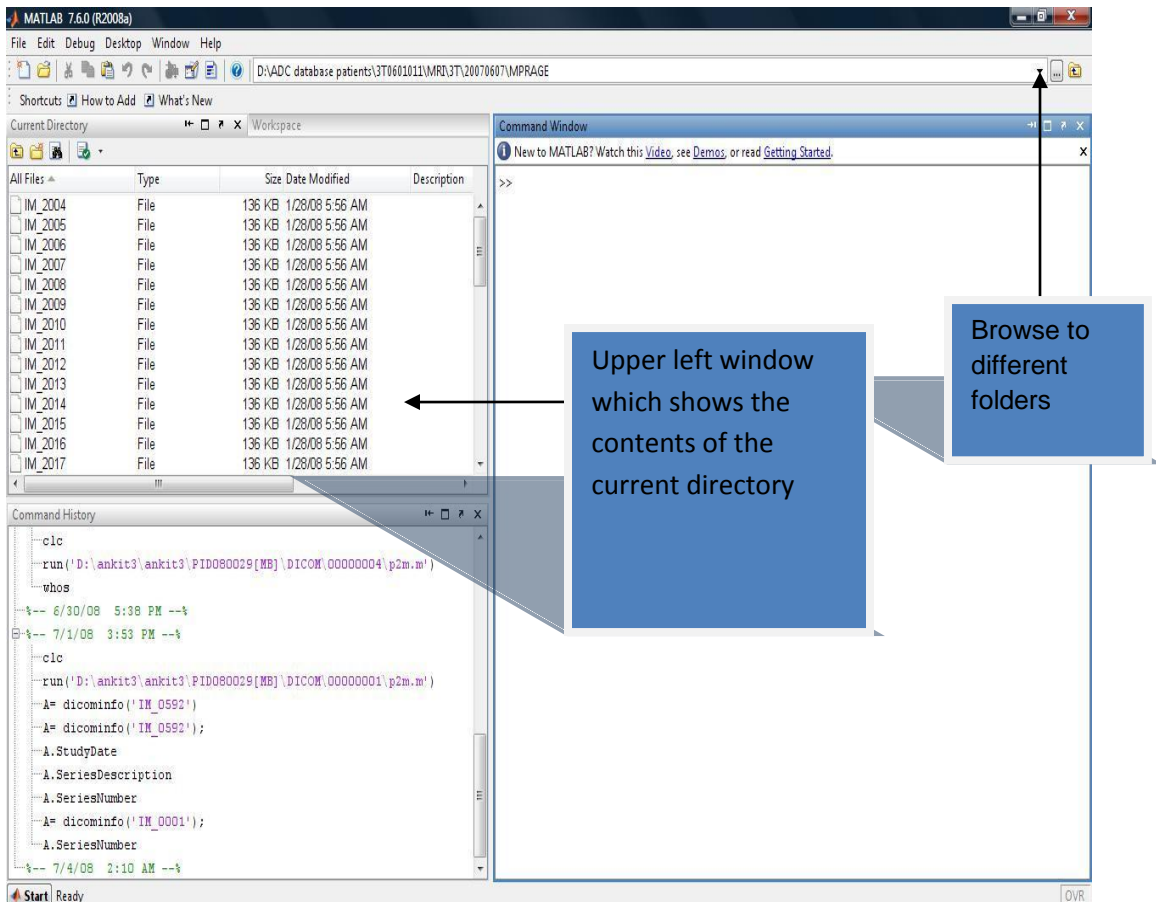 MATLAB 7.6.0 (R2008a)
File Edit Debug Desktop Window Help
D:\ADC database patients\3T0601011\MRI\3T\20070607\MPRAGE
Shortcuts How to Add What's New
Current Directory Workspace
All Files Type Size Date Modified Description
IM_2004 File 136 KB 1/28/08 5:56 AM
IM_2005 File 136 KB 1/28/08 5:56 AM
IM_2006 File 136 KB 1/28/08 5:56 AM
IM_2007 File 136 KB 1/28/08 5:56 AM
IM_2008 File 136 KB 1/28/08 5:56 AM
IM_2009 File 136 KB 1/28/08 5:56 AM
IM_2010 File 136 KB 1/28/08 5:56 AM
IM_2011 File 136 KB 1/28/08 5:56 AM
IM_2012 File 136 KB 1/28/08 5:56 AM
IM_2013 File 136 KB 1/28/08 5:56 AM
IM_2014 File 136 KB 1/28/08 5:56 AM
IM_2015 File 136 KB 1/28/08 5:56 AM
IM_2016 File 136 KB 1/28/08 5:56 AM
IM_2017 File 136 KB 1/28/08 5:56 AM
Command History
clc
run('D:\ankit3\ankit3\PID080029[MB]\DICOM\00000004\p2m.m')
whos
%-- 6/30/08 5:38 PM --%
%-- 7/1/08 3:53 PM --%
clc
run('D:\ankit3\ankit3\PID080029[MB]\DICOM\00000001\p2m.m')
A= dicominfo('IM_0592')
A= dicominfo('IM_0592');
A.StudyDate
A.SeriesDescription
A.SeriesNumber
A= dicominfo('IM_0001');
A.SeriesNumber
%-- 7/4/08 2:10 AM --%
Command Window
New to MATLAB? Watch this Video, see Demos, or read Getting Started.
>>
Upper left window
which shows the
contents of the
current directory
Browse to
different
folders
Start Ready
OVR